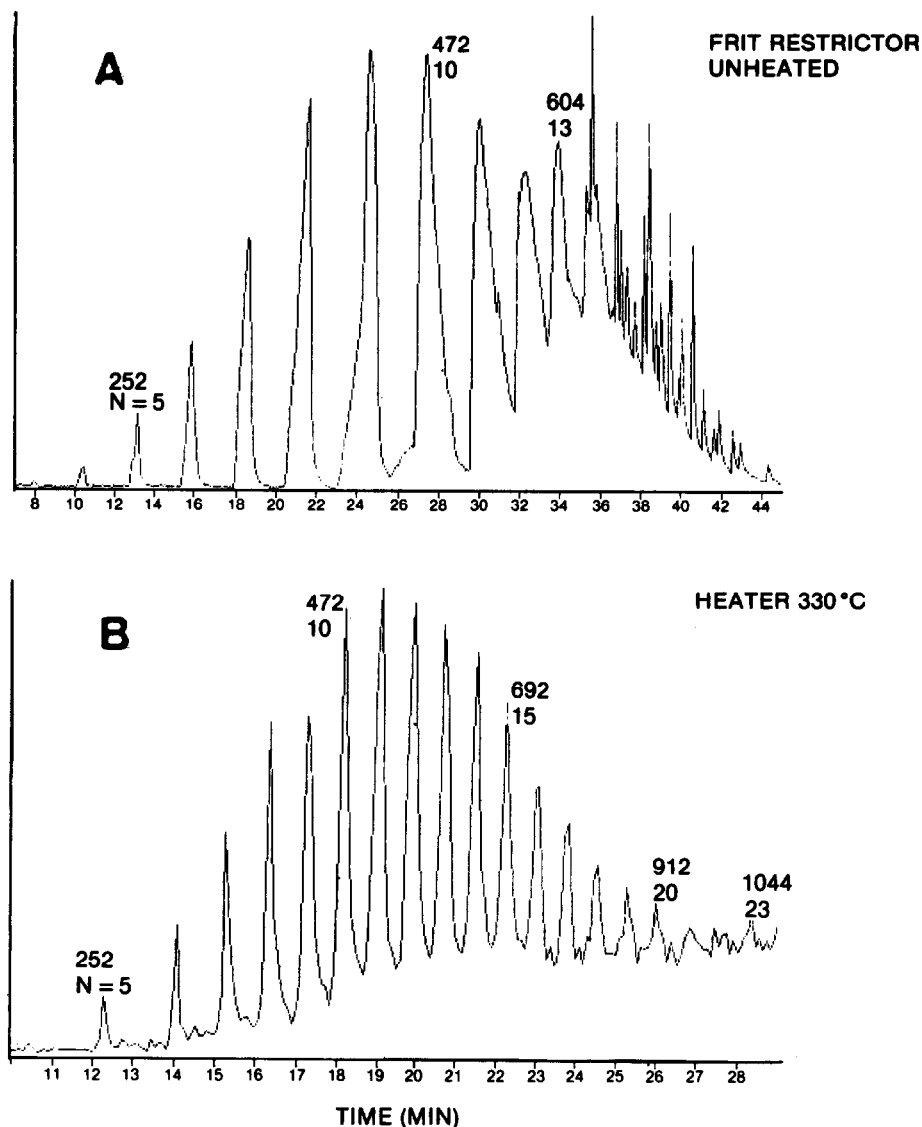 A
FRIT RESTRICTOR
UNHEATED
472
10
604
13
252
N = 5
8 10 12 14 16 18 20 22 24 26 28 30 32 34 36 38 40 42 44
B
HEATER 330°C
472
10
692
15
912
20
1044
23
252
N = 5
11 12 13 14 15 16 17 18 19 20 21 22 23 24 25 26 27 28
TIME (MIN)